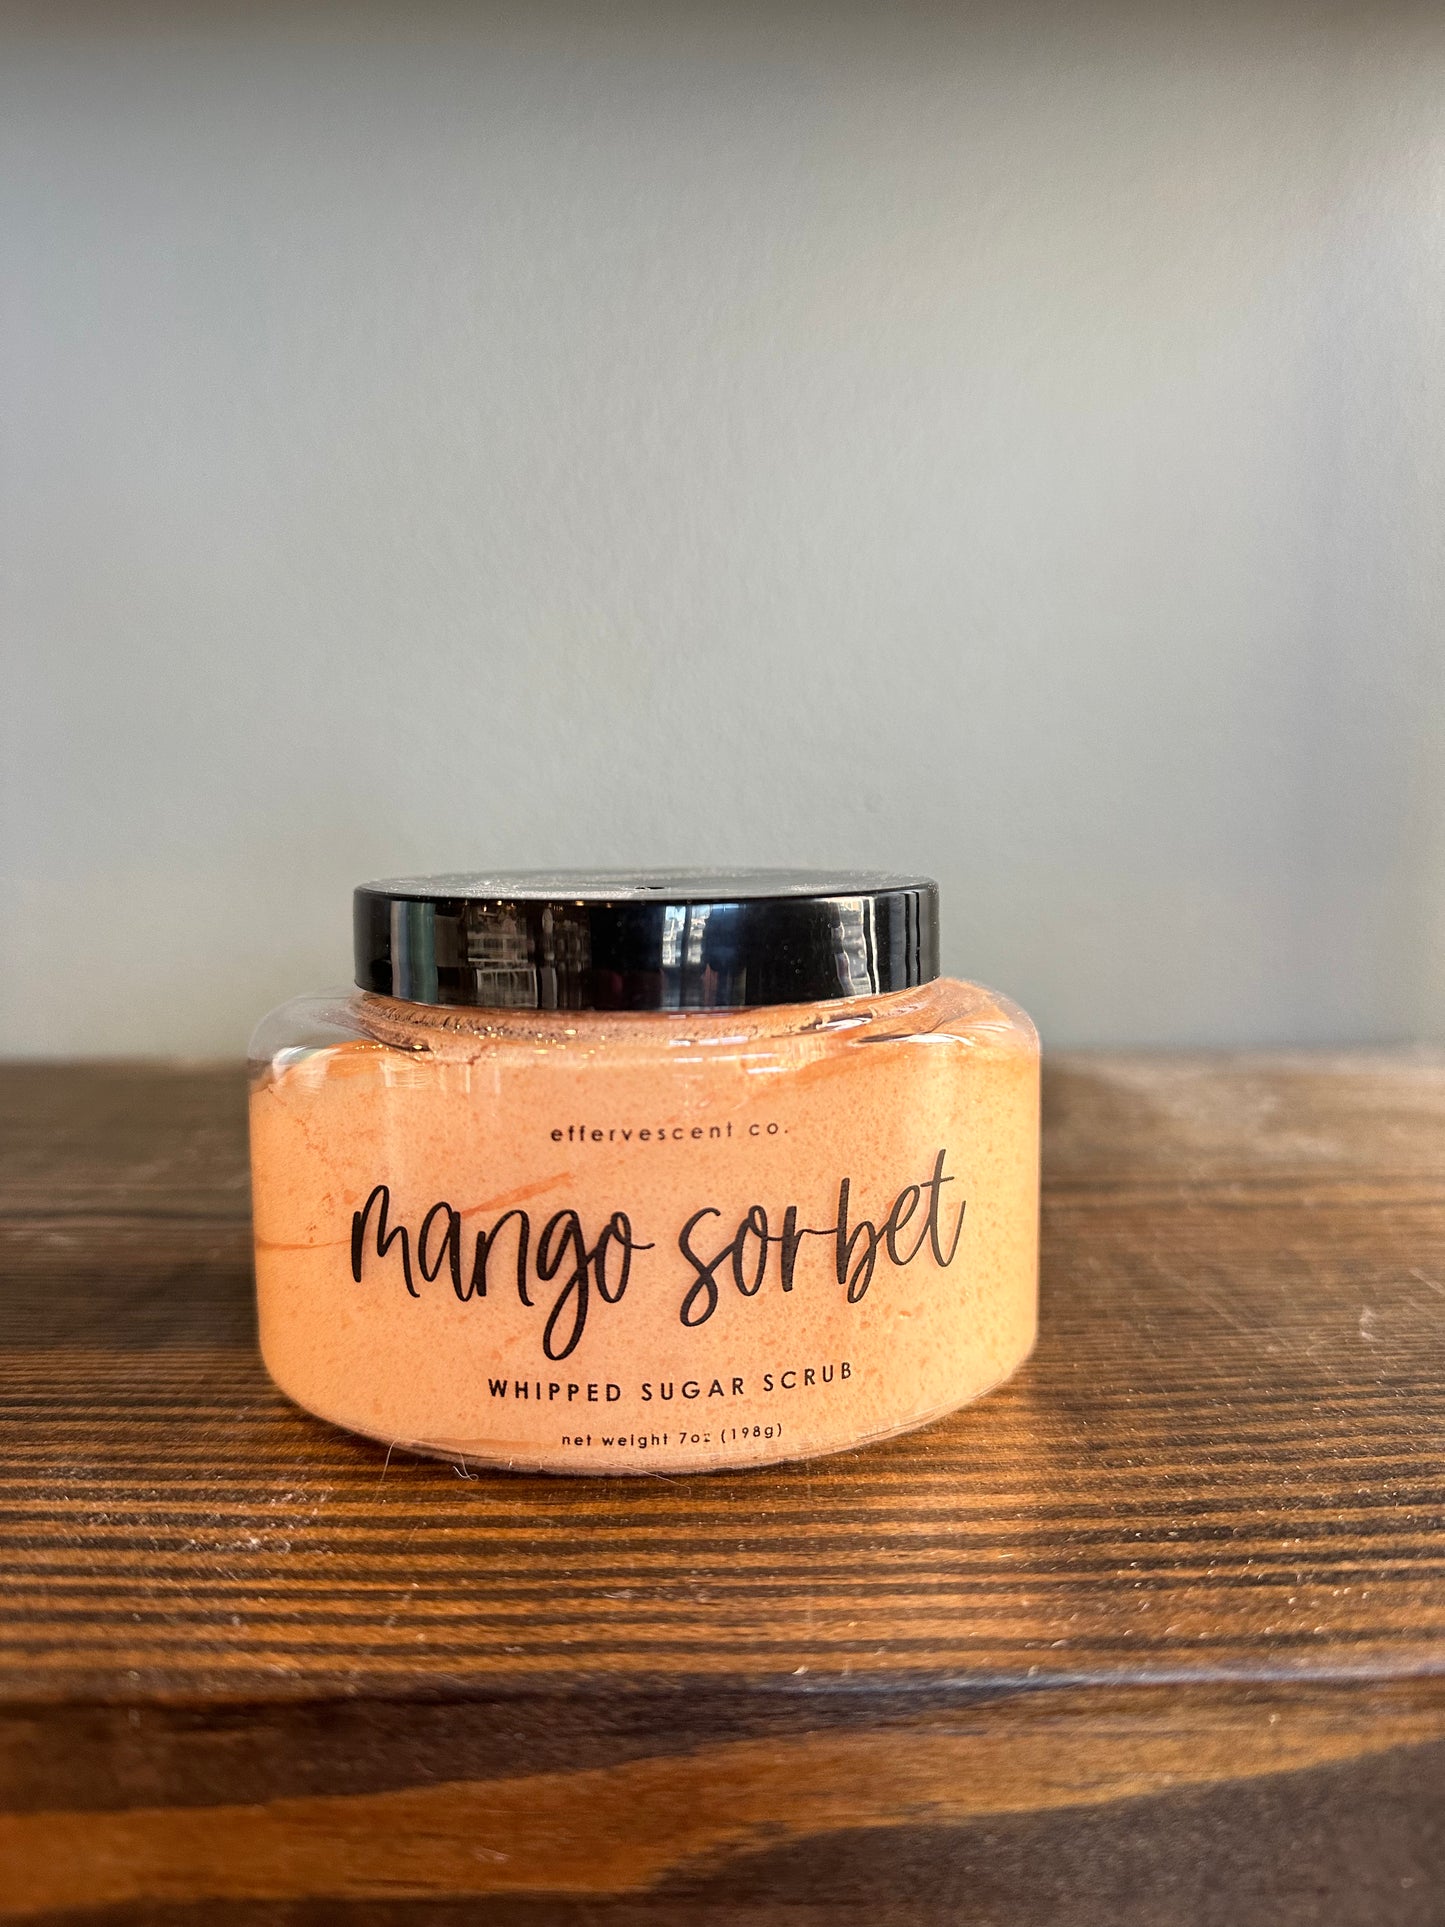 effervescent co.
mango sorbet
WHIPPED SUGAR SCRUB
net weight 7oz (198g)